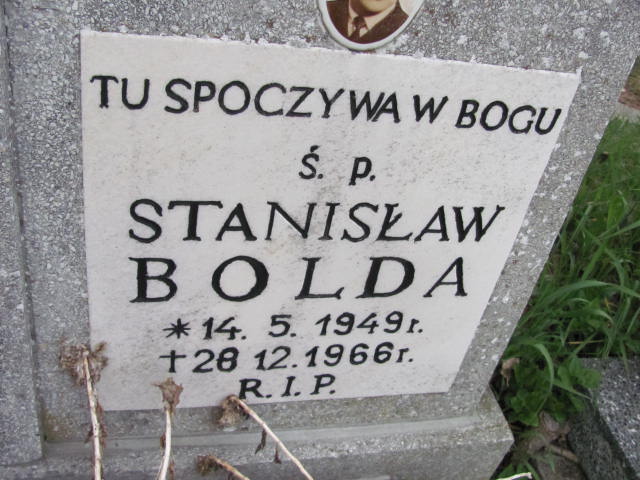 TU SPOCZYWA W BOGU
Ś. p.
STANISŁAW
BOLDA
* 14. 5. 1949r.
†28 12.1966r.
R.I.P.